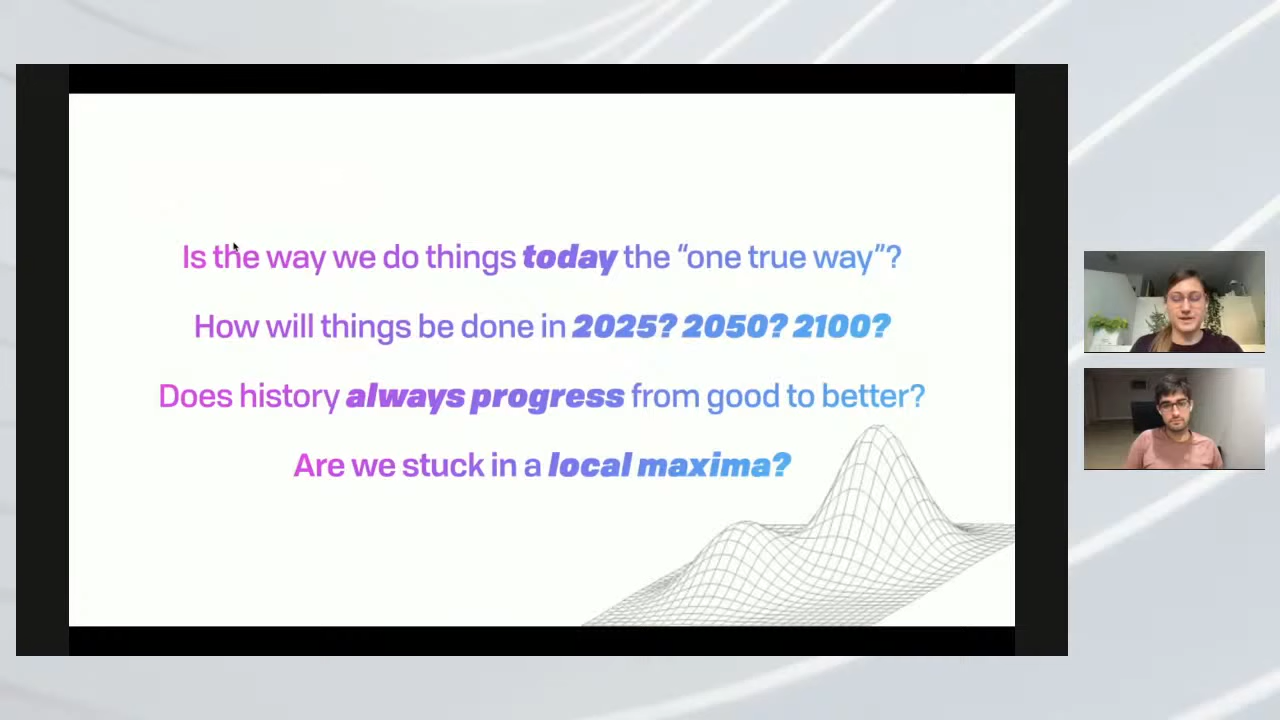 Is the way we do things today the “one true way”?
How will things be done in 2025? 2050? 2100?
Does history always progress from good to better?
Are we stuck in a local maxima?